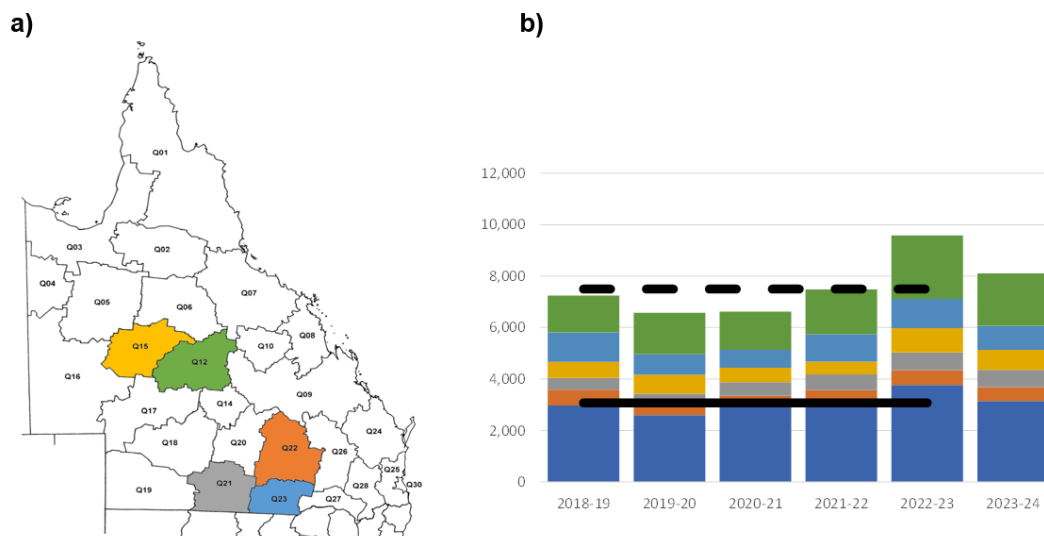 a)
b)
Q01
Q03
Q02
Q04
Q05
Q06
Q07
Q15
Q12
Q10
Q08
Q16
Q17
Q14
Q09
Q18
Q20
Q22
Q26
Q24
Q19
Q21
Q23
Q27
Q28
Q25
Q30
12,000
10,000
8,000
6,000
4,000
2,000
0
2018-19 2019-20 2020-21 2021-22 2022-23 2023-24